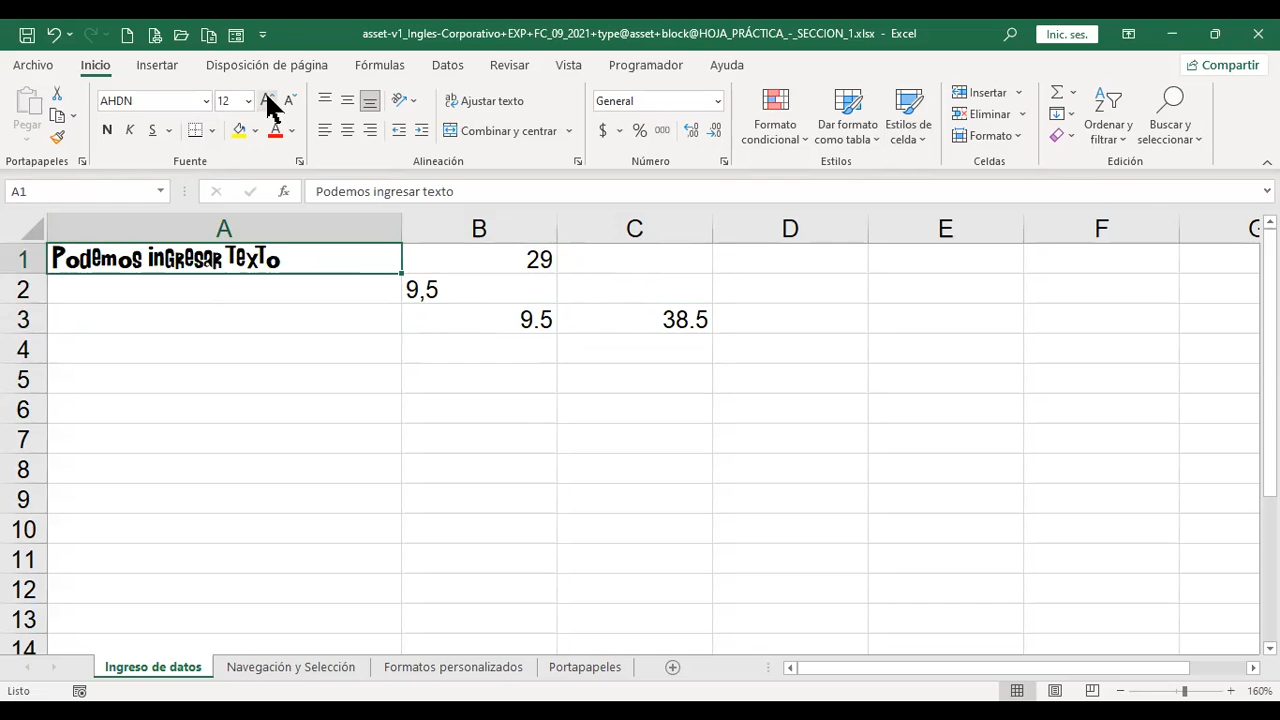 asset-v1_Ingles-Corporativo+EXP+FC_09_2021+type@asset+block@HOJA_PRÁCTICA_-_SECCION_1.xlsx - Excel
Inic. ses.
Archivo Inicio Insertar Disposición de página Fórmulas Datos Revisar Vista Programador Ayuda Compartir
Pegar
Portapapeles
AHDN 12
N K S
Fuente
Ajustar texto
Combinar y centrar
Alineación
General
$ % 000
Número
Formato condicional
Dar formato como tabla
Estilos de celda
Estilos
Insertar
Eliminar
Formato
Celdas
Ordenar y filtrar
Buscar y seleccionar
Edición
A1 fx Podemos ingresar texto
A B C D E F G
1 Podemos ingresar texto 29
2 9,5
3 9.5 38.5
4
5
6
7
8
9
10
11
12
13
14
Ingreso de datos Navegación y Selección Formatos personalizados Portapapeles
Listo 160%